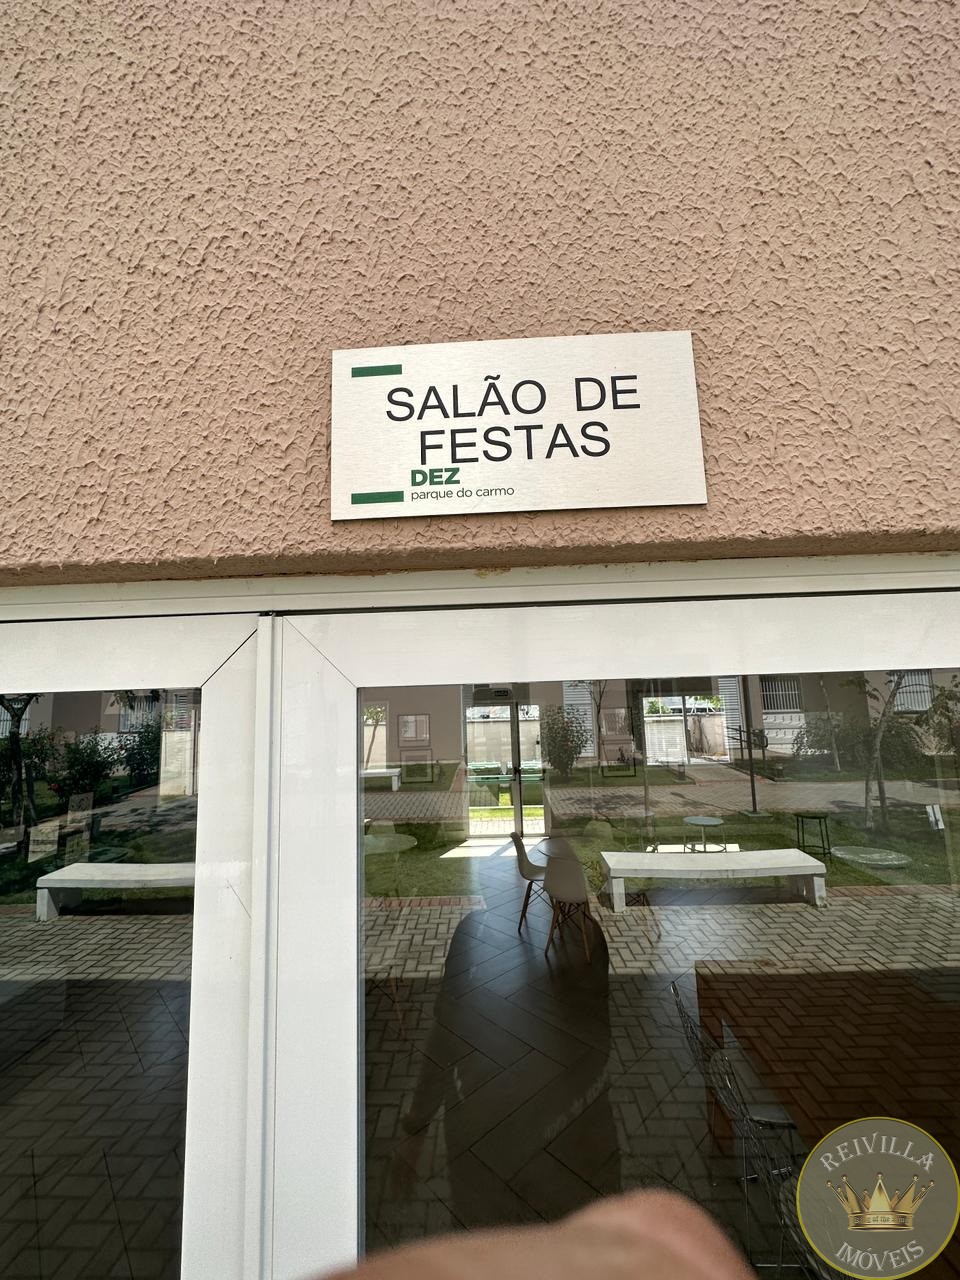 SALÃO DE
FESTAS
DEZ
parque do carmo
REIVILLA
IMÓVEIS